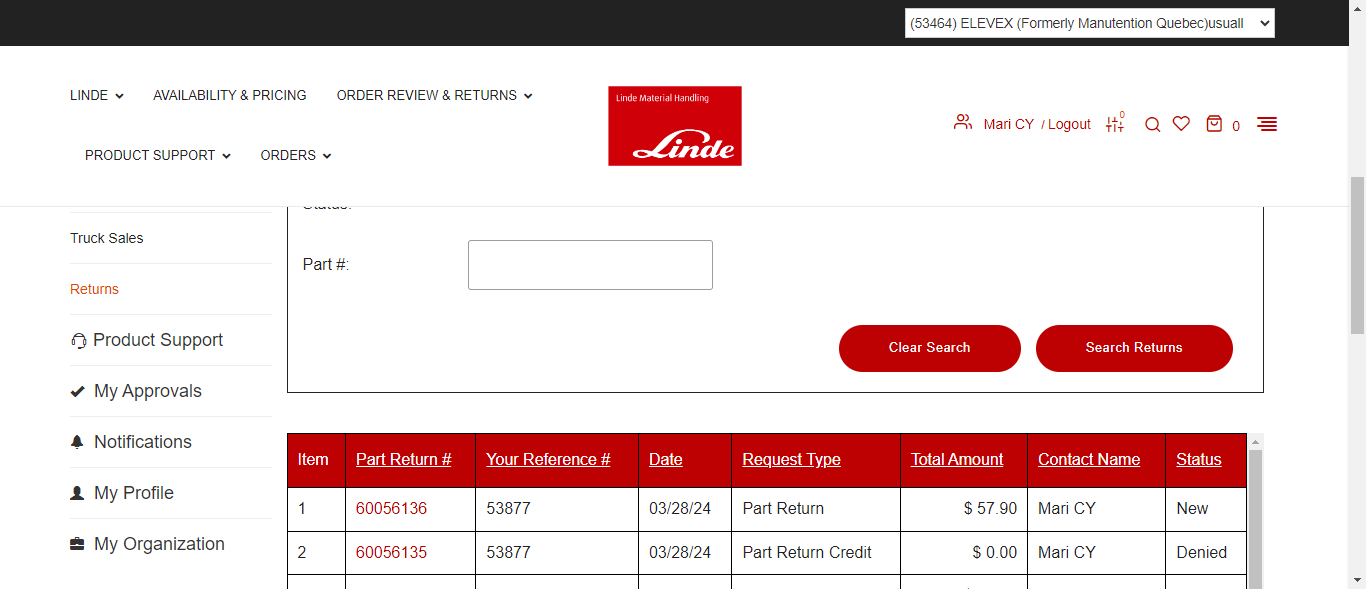 (53464) ELEVEX (Formerly Manutention Quebec)usuall
LINDE AVAILABILITY & PRICING ORDER REVIEW & RETURNS
Linde Material Handling
Linde
Mari CY / Logout 0 0
PRODUCT SUPPORT ORDERS
Status:
Truck Sales
Part #:
Returns
Product Support
Clear Search Search Returns
My Approvals
Notifications
My Profile
My Organization
Item Part Return # Your Reference # Date Request Type Total Amount Contact Name Status
1 60056136 53877 03/28/24 Part Return $ 57.90 Mari CY New
2 60056135 53877 03/28/24 Part Return Credit $ 0.00 Mari CY Denied